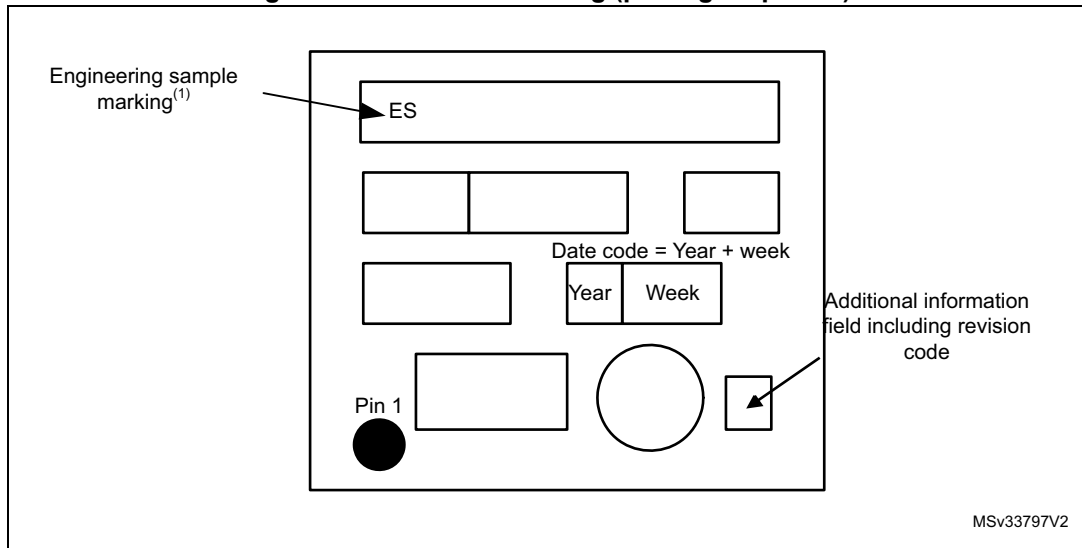 Engineering sample
marking(1)
ES
Date code = Year + week
Year Week
Additional information
field including revision
code
Pin 1
MSv33797V2